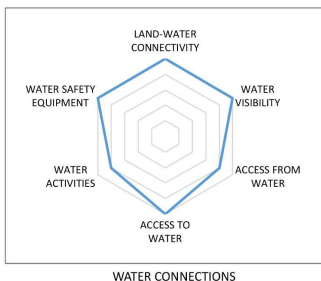 LAND-WATER
CONNECTIVITY
WATER SAFETY
EQUIPMENT
WATER
VISIBILITY
WATER
ACTIVITIES
ACCESS FROM
WATER
ACCESS TO
WATER
WATER CONNECTIONS